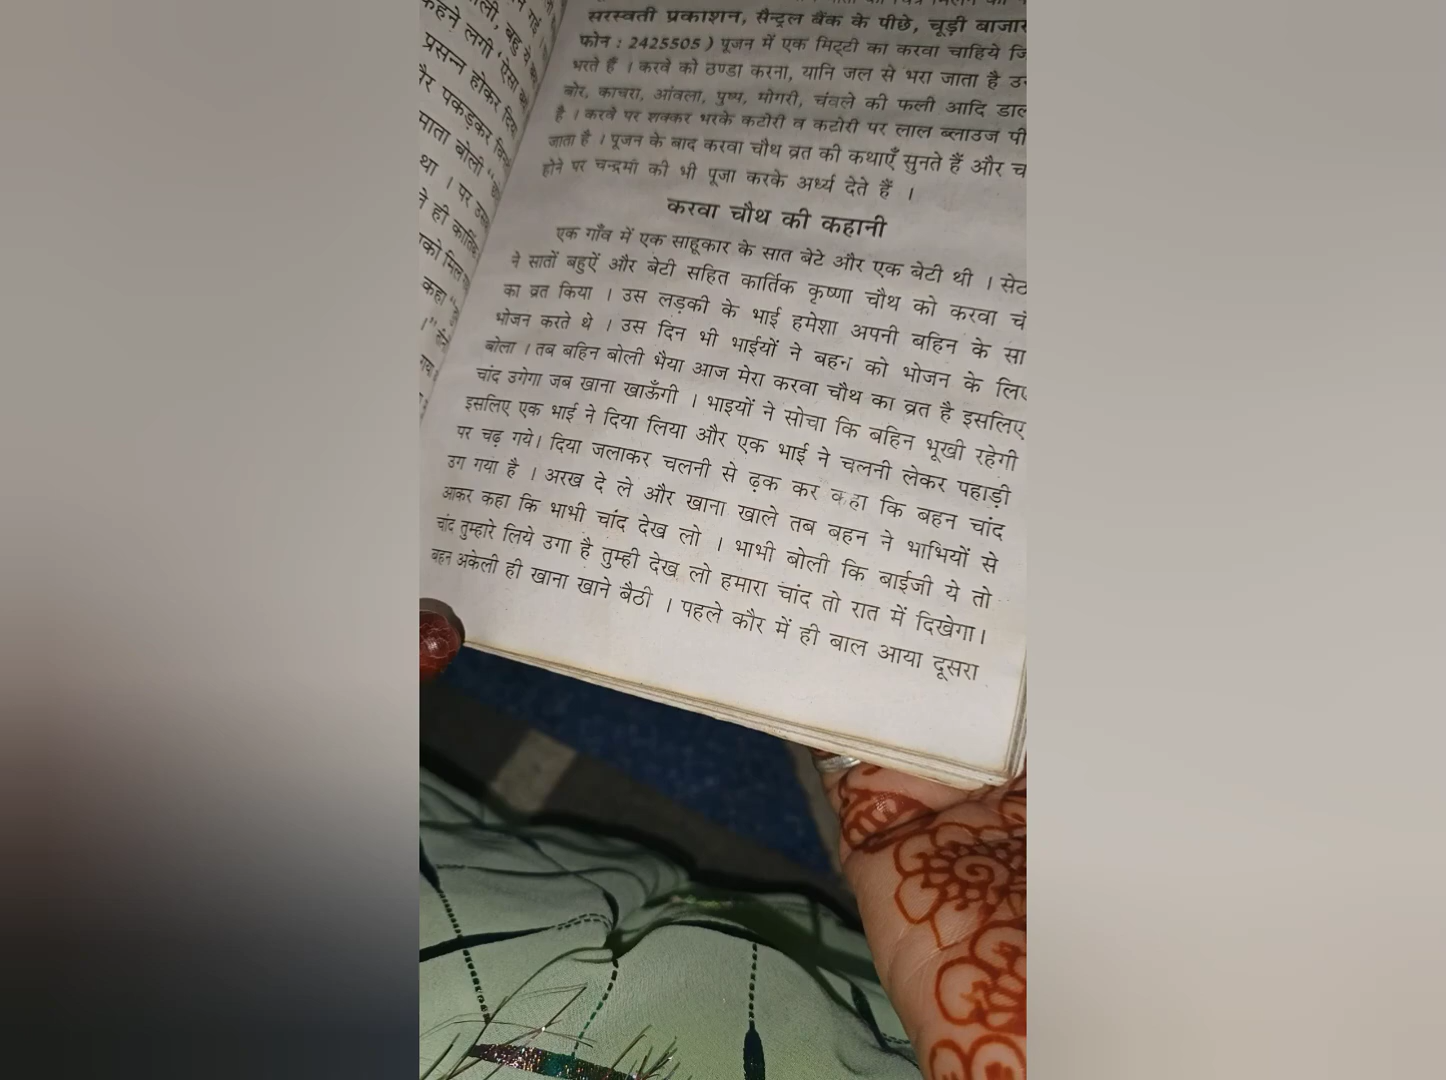 सरस्वती प्रकाशन, सैन्ट्रल बैंक के पीछे, चूड़ी बाजार
फोन : 2425505 ) पूजन में एक मिट्टी का करवा चाहिये
भरते हैं । करवे को ठण्डा करना, यानि जल से भरा जाता है
बोर, काचरा, आंवला, पुष्प, मोगरी, चंवले की फली आदि
है । करवे पर शक्कर भरके कटोरी व कटोरी पर लाल ब्लाउज
जाता है । पूजन के बाद करवा चौथ व्रत की कथाएँ सुनते हैं और
होने पर चन्द्रमाँ की भी पूजा करके अर्ध्य देते हैं ।
करवा चौथ की कहानी
एक गाँव में एक साहूकार के सात बेटे और एक बेटी थी ।
ने सातों बहुऐं और बेटी सहित कार्तिक कृष्णा चौथ को करवा
का व्रत किया । उस लड़की के भाई हमेशा अपनी बहिन के
भोजन करते थे । उस दिन भी भाईयों ने बहन को भोजन के लिए
बोला । तब बहिन बोली भैया आज मेरा करवा चौथ का व्रत है इसलिए
चांद उगेगा जब खाना खाऊँगी । भाइयों ने सोचा कि बहिन भूखी रहेगी
इसलिए एक भाई ने दिया लिया और एक भाई ने चलनी लेकर पहाड़ी
पर चढ़ गये। दिया जलाकर चलनी से ढ़क कर कहा कि बहन चांद
उग गया है । अरख दे ले और खाना खाले तब बहन ने भाभियों से
आकर कहा कि भाभी चांद देख लो । भाभी बोली कि बाईजी ये तो
चांद तुम्हारे लिये उगा है तुम्ही देख लो हमारा चांद तो रात में दिखेगा।
बहन अकेली ही खाना खाने बैठी । पहले कौर में ही बाल आया दूसरा